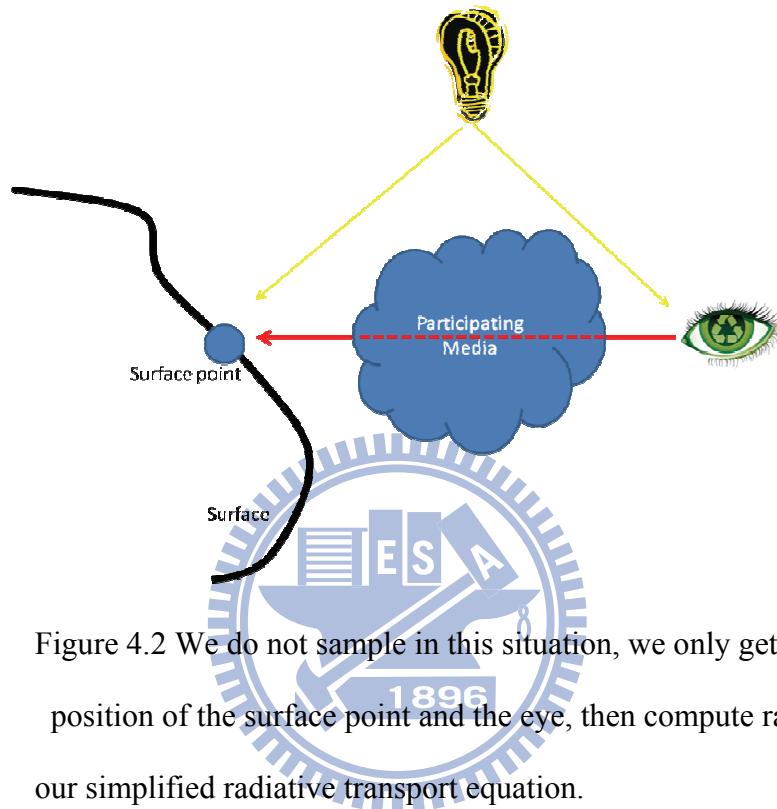 Participating
Media
Surface point
Surface
E S A
1896
Figure 4.2 We do not sample in this situation, we only get
position of the surface point and the eye, then compute
our simplified radiative transport equation.